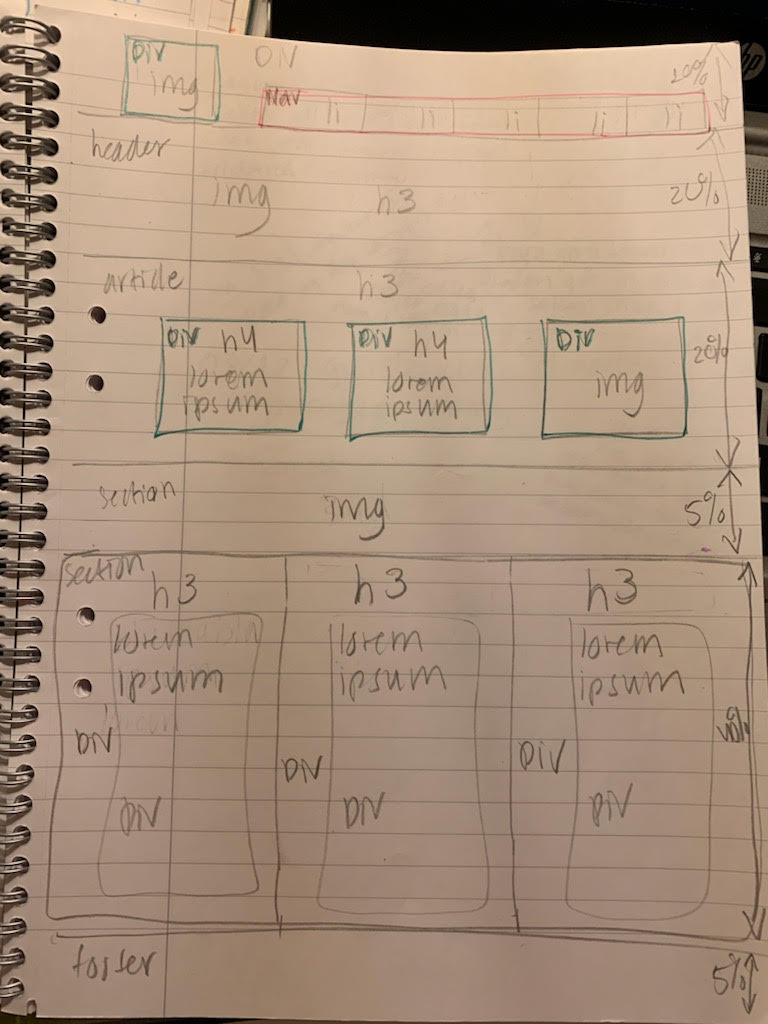 DIV DIV 20%
img
Nav li li li li li
header
img h3 20%
article h3
DIV h4 DIV h4 DIV 20%
lorem lorem img
ipsum ipsum
section img 5%
section
h3 h3 h3
lorem lorem lorem
ipsum ipsum ipsum
DIV DIV DIV
DIV DIV DIV
footer 5%
hp